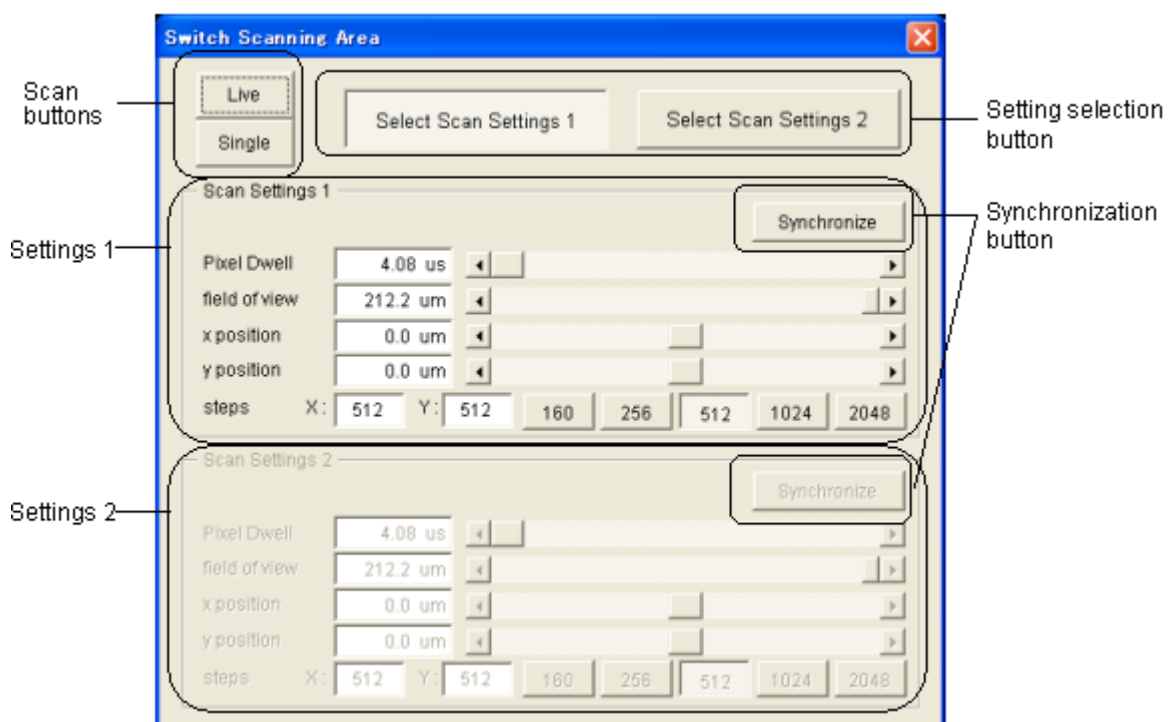 Switch Scanning Area
Scan
buttons
Live
Single
Select Scan Settings 1
Select Scan Settings 2
Setting selection
button
Settings 1
Scan Settings 1
Synchronize
Synchronization
button
Pixel Dwell 4.08 us
field of view 212.2 um
x position 0.0 um
y position 0.0 um
steps X: 512 Y: 512 160 256 512 1024 2048
Settings 2
Scan Settings 2
Synchronize
Pixel Dwell 4.08 us
field of view 212.2 um
x position 0.0 um
y position 0.0 um
steps X: 512 Y: 512 160 256 512 1024 2048